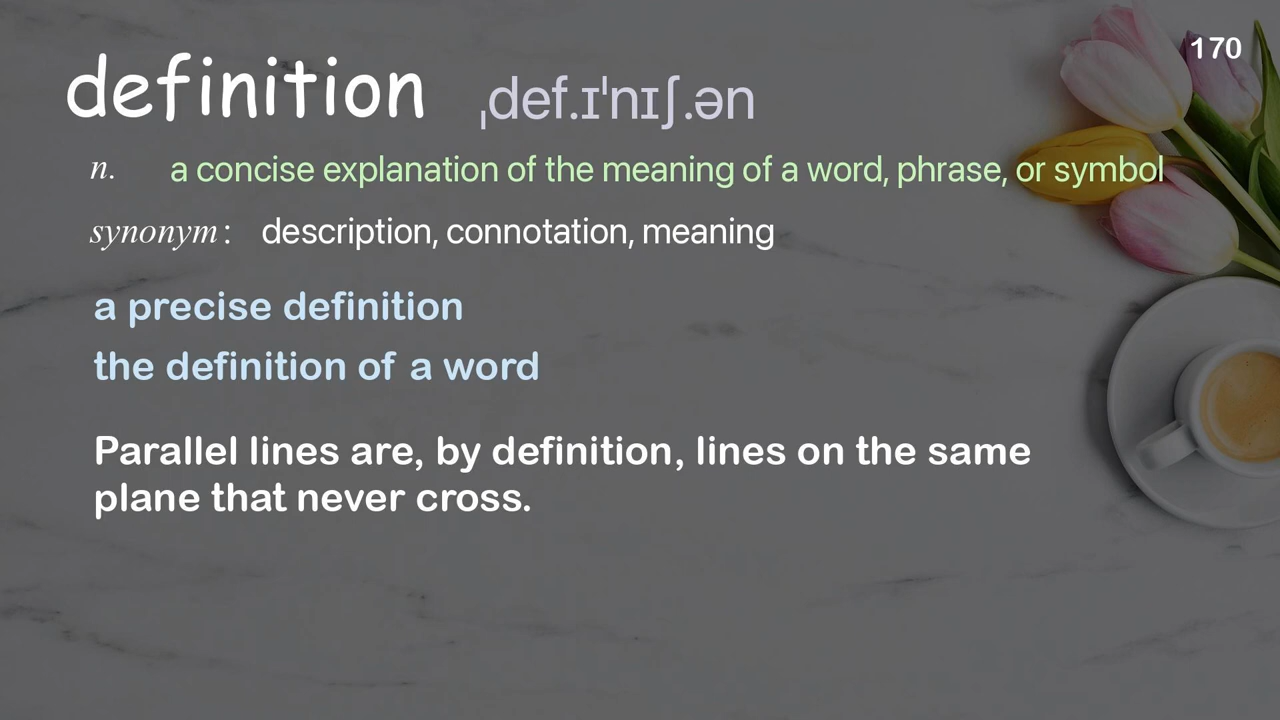 170
definition ˌdef.ɪˈnɪʃ.ən
n. a concise explanation of the meaning of a word, phrase, or symbol
synonym: description, connotation, meaning
a precise definition
the definition of a word
Parallel lines are, by definition, lines on the same
plane that never cross.